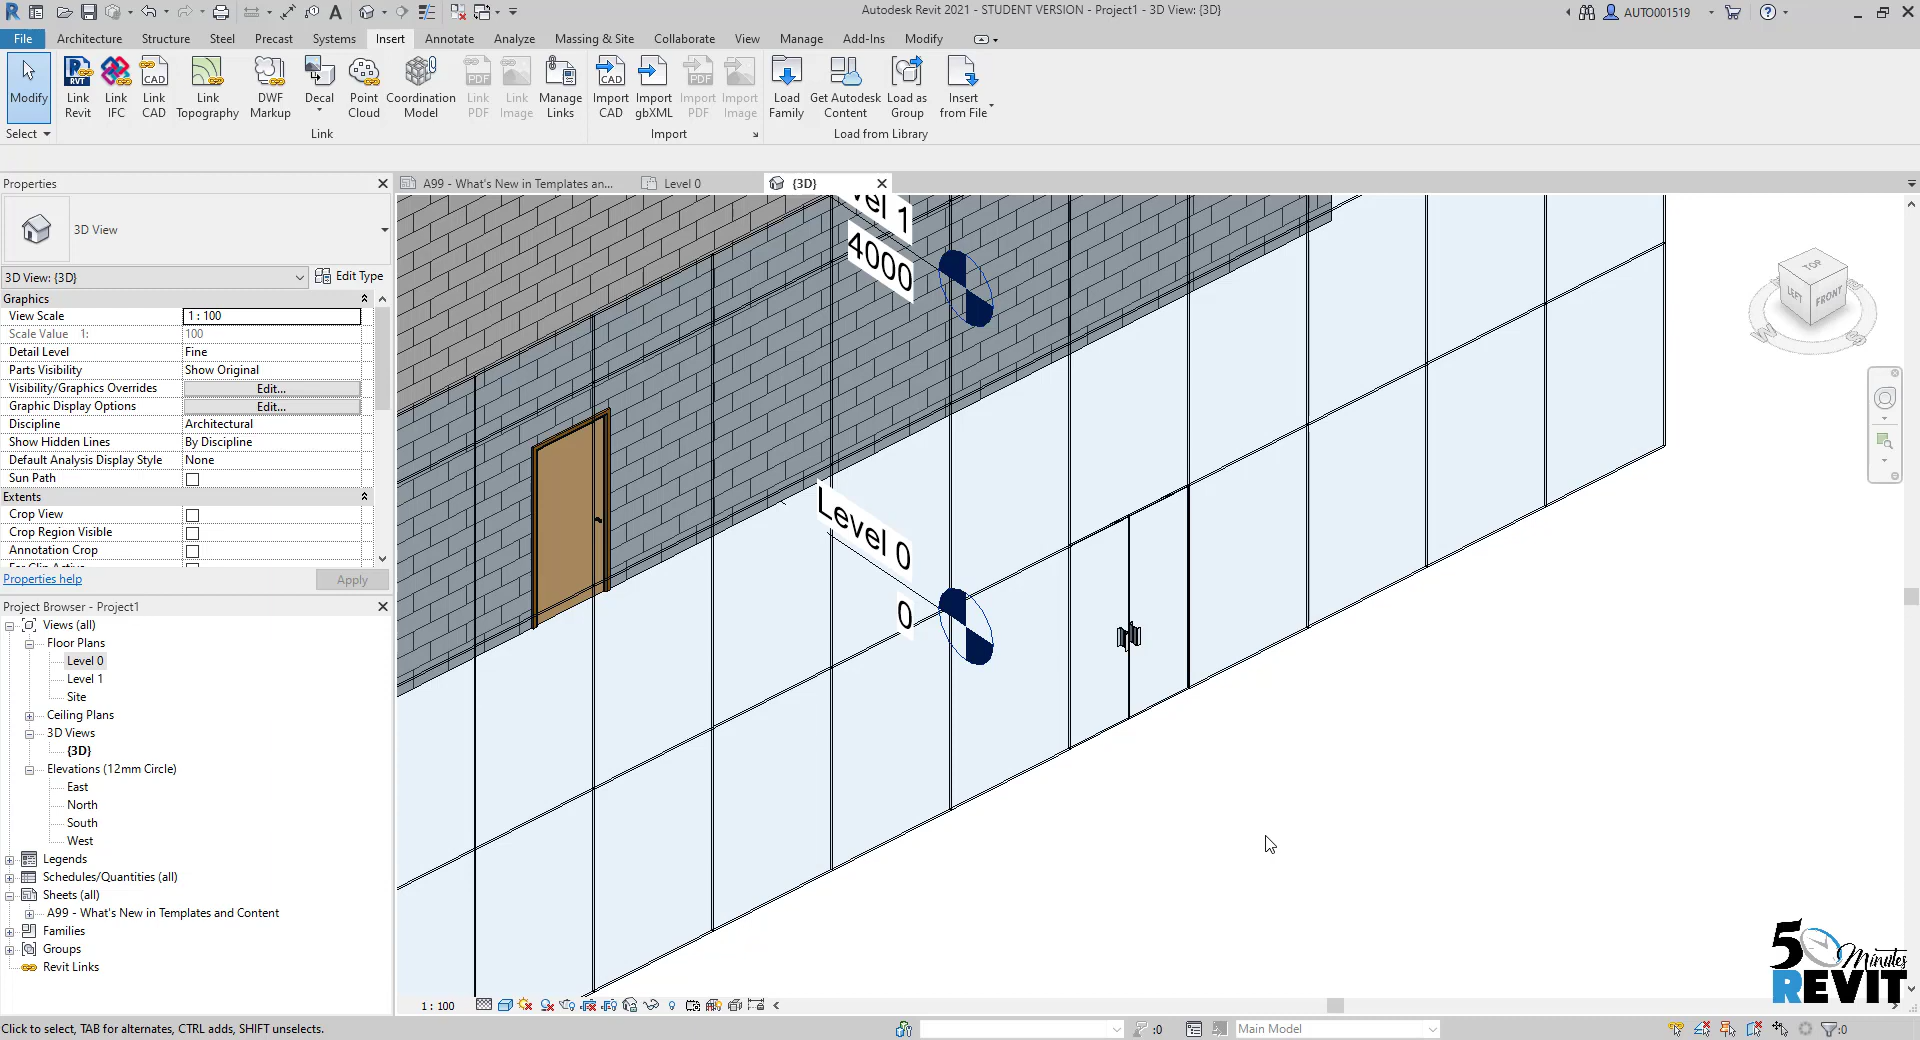 Autodesk Revit 2021 - STUDENT VERSION - Project1 - 3D View: {3D}
AUTO001519
File Architecture Structure Steel Precast Systems Insert Annotate Analyze Massing & Site Collaborate View Manage Add-Ins Modify
Modify
Link Revit
Link IFC
Link CAD
Link Topography
DWF Markup
Decal
Point Cloud
Coordination Model
Link PDF
Link Image
Manage Links
Import CAD
Import gbXML
Import PDF
Import Image
Load Family
Get Autodesk Content
Load as Group
Insert from File
Select
Link
Import
Load from Library
Properties
A99 - What's New in Templates an...
Level 0
{3D}
3D View
3D View: {3D}
Edit Type
Graphics
View Scale 1 : 100
Scale Value 1: 100
Detail Level Fine
Parts Visibility Show Original
Visibility/Graphics Overrides Edit...
Graphic Display Options Edit...
Discipline Architectural
Show Hidden Lines By Discipline
Default Analysis Display Style None
Sun Path
Extents
Crop View
Crop Region Visible
Annotation Crop
Properties help
Apply
Project Browser - Project1
Views (all)
Floor Plans
Level 0
Level 1
Site
Ceiling Plans
3D Views
{3D}
Elevations (12mm Circle)
East
North
South
West
Legends
Schedules/Quantities (all)
Sheets (all)
A99 - What's New in Templates and Content
Families
Groups
Revit Links
vel 1
4000
Level 0
0
TOP
LEFT
FRONT
W
S
5 Minutes
REVIT
1 : 100
Click to select, TAB for alternates, CTRL adds, SHIFT unselects.
:0
Main Model
:0